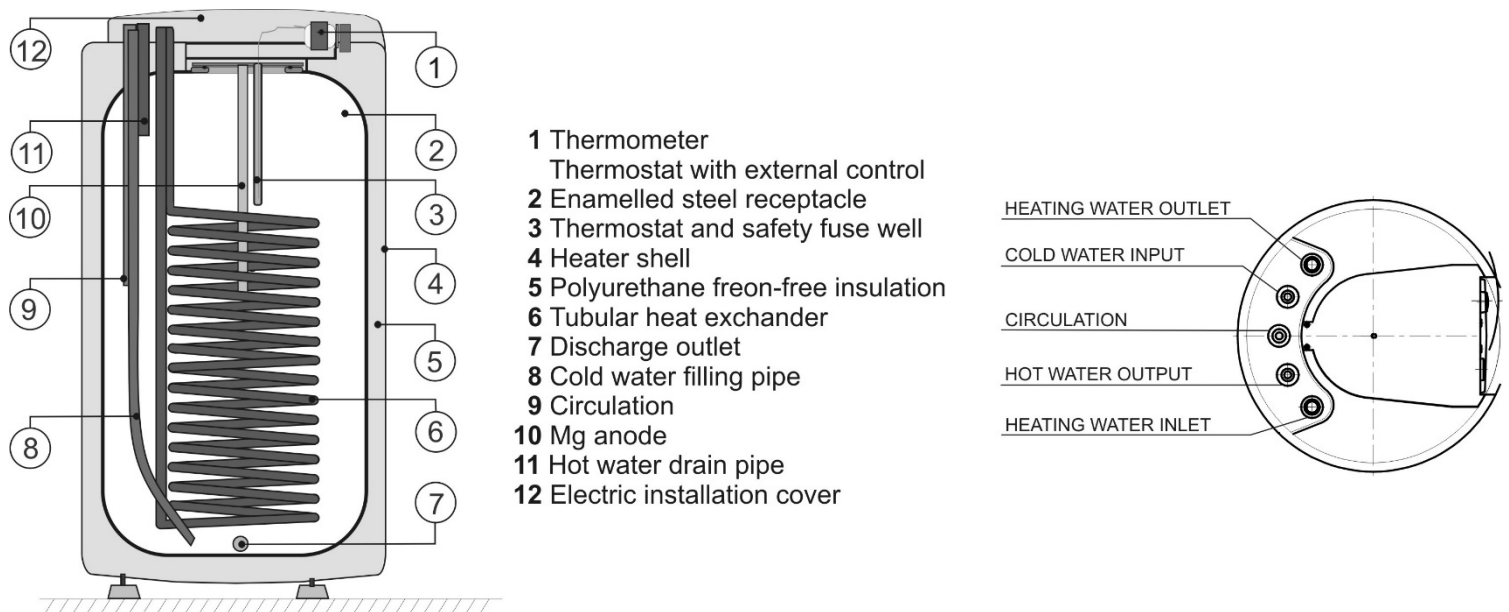 12
11
10
9
8
1
2
3
4
5
6
7
1 Thermometer
Thermostat with external control
2 Enamelled steel receptacle
3 Thermostat and safety fuse well
4 Heater shell
5 Polyurethane freon-free insulation
6 Tubular heat exchander
7 Discharge outlet
8 Cold water filling pipe
9 Circulation
10 Mg anode
11 Hot water drain pipe
12 Electric installation cover
HEATING WATER OUTLET
COLD WATER INPUT
CIRCULATION
HOT WATER OUTPUT
HEATING WATER INLET